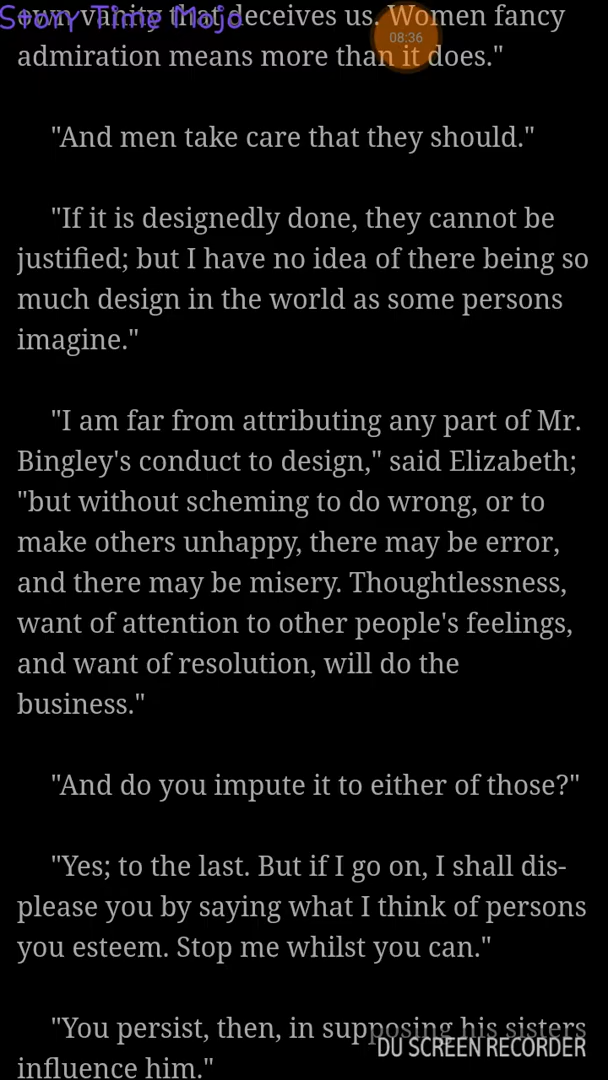 Story Time Mojo
own vanity that deceives us. Women fancy
08:36
admiration means more than it does."
"And men take care that they should."
"If it is designedly done, they cannot be
justified; but I have no idea of there being so
much design in the world as some persons
imagine."
"I am far from attributing any part of Mr.
Bingley's conduct to design," said Elizabeth;
"but without scheming to do wrong, or to
make others unhappy, there may be error,
and there may be misery. Thoughtlessness,
want of attention to other people's feelings,
and want of resolution, will do the
business."
"And do you impute it to either of those?"
"Yes; to the last. But if I go on, I shall dis-
please you by saying what I think of persons
you esteem. Stop me whilst you can."
"You persist, then, in supposing his sisters
DU SCREEN RECORDER
influence him."